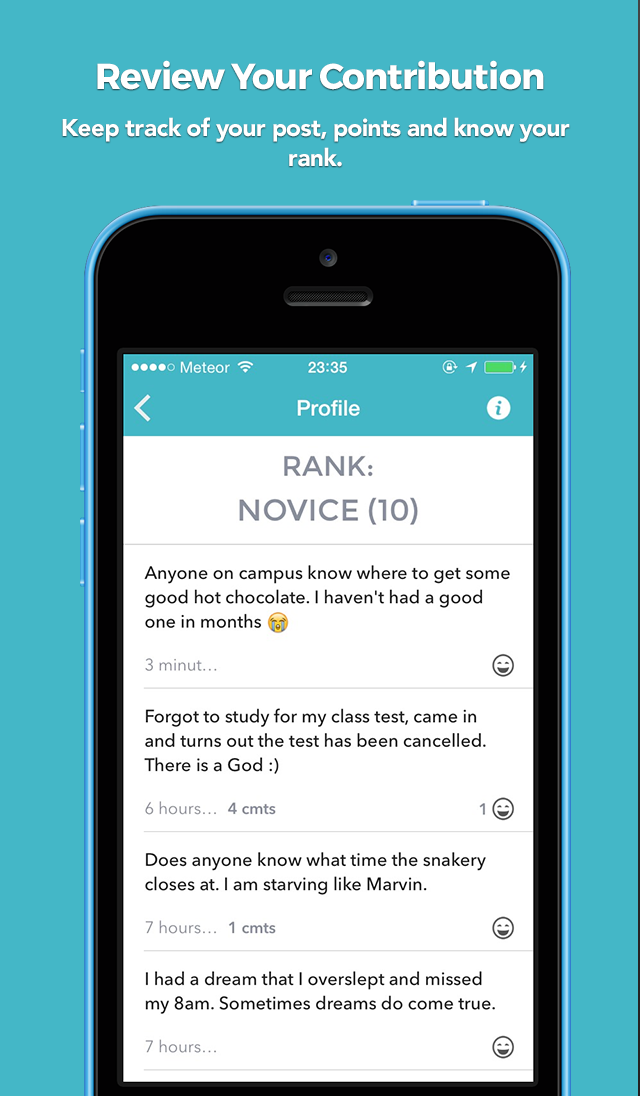 Review Your Contribution
Keep track of your post, points and know your
rank.
Meteor
23:35
Profile
RANK:
NOVICE (10)
Anyone on campus know where to get some
good hot chocolate. I haven't had a good
one in months 😭
3 minut...
Forgot to study for my class test, came in
and turns out the test has been cancelled.
There is a God :)
6 hours... 4 cmts 1
Does anyone know what time the snakery
closes at. I am starving like Marvin.
7 hours... 1 cmts
I had a dream that I overslept and missed
my 8am. Sometimes dreams do come true.
7 hours...